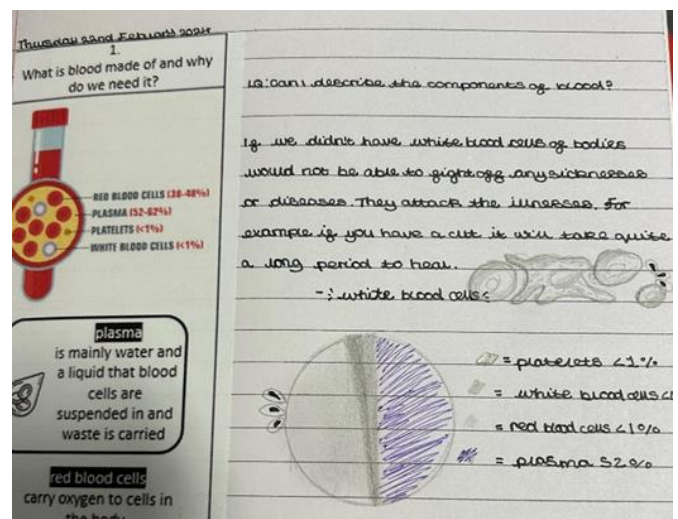 Thursday 22nd February 2024
1.
What is blood made of and why
do we need it?
RED BLOOD CELLS (38-48%)
PLASMA (52-62%)
PLATELETS (<1%)
WHITE BLOOD CELLS (<1%)
plasma
is mainly water and
a liquid that blood
cells are
suspended in and
waste is carried
red blood cells
carry oxygen to cells in
the body
LQ: can I describe the components of blood?
If we didn't have white blood cells of bodies
would not be able to fight off any sicknesses
or diseases. They attack the illnesses. For
example if you have a cut it will take quite
a long period to heal.
-: white blood cells:
= platelets <1%
= white blood cells <1
= red blood cells <1%
= plasma 52%